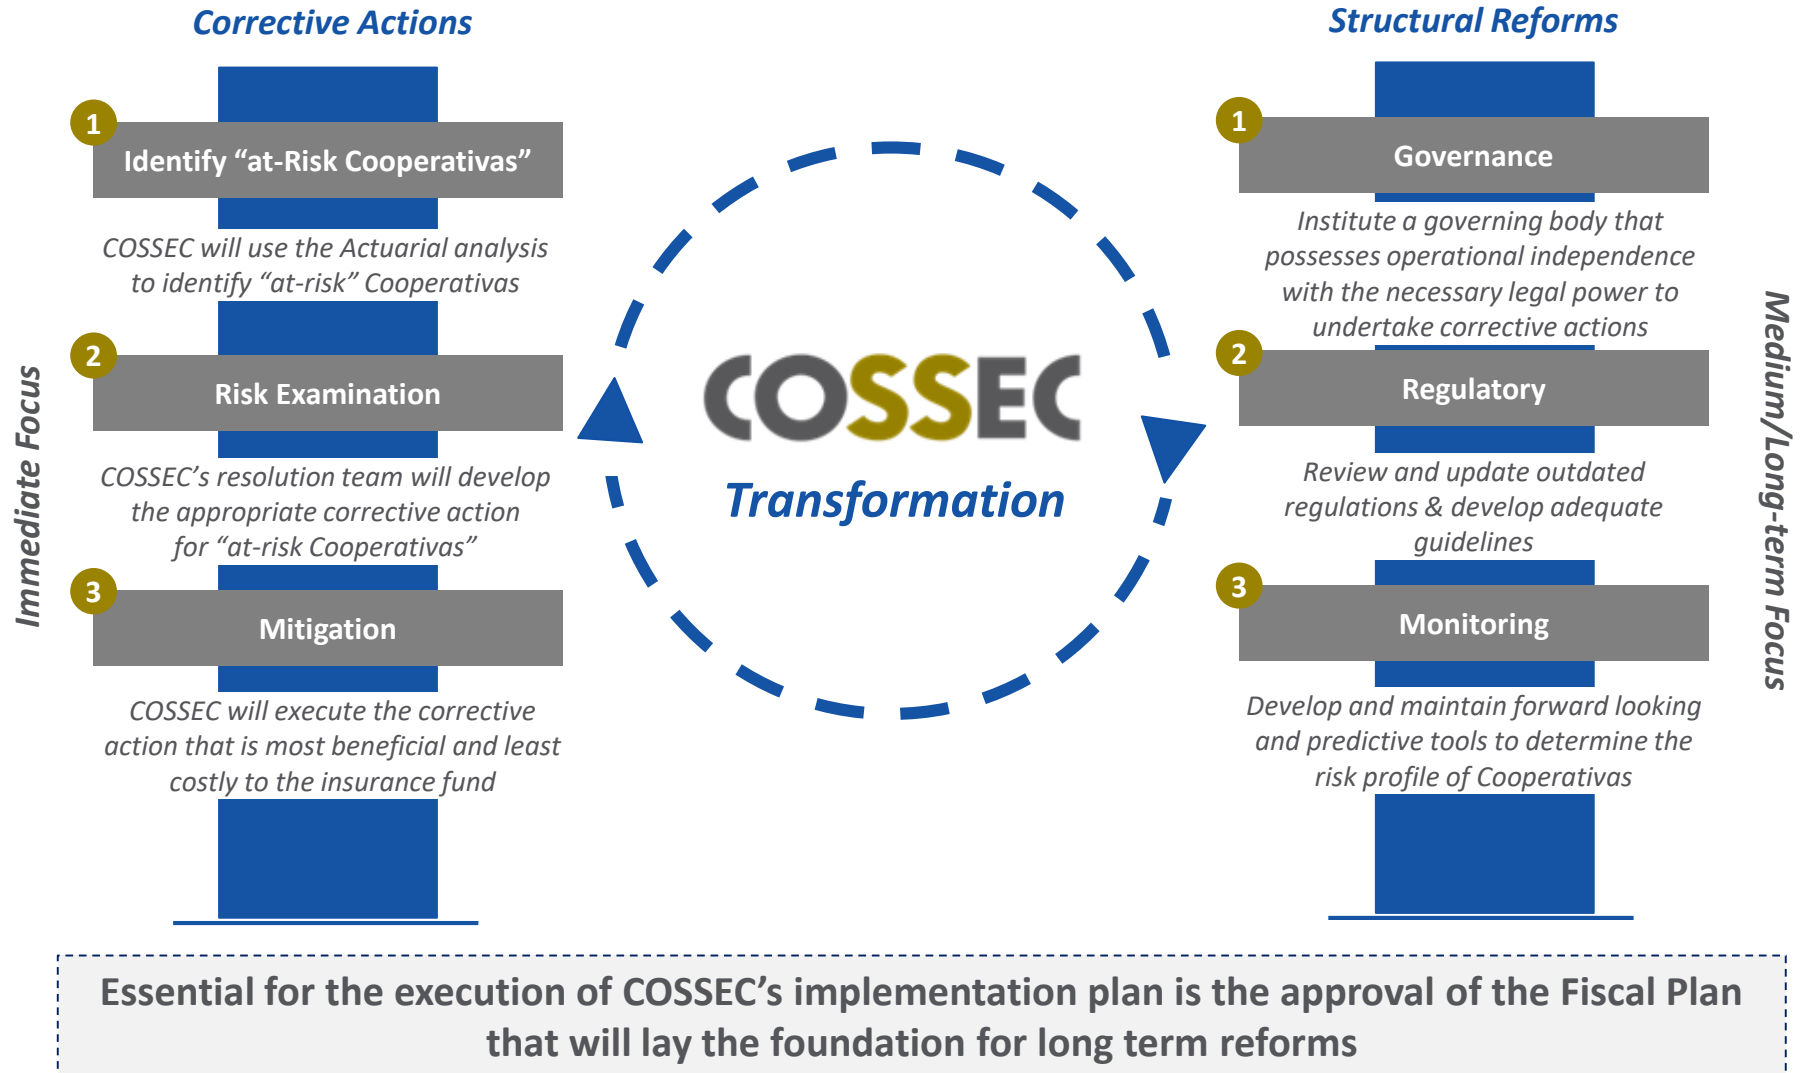 Corrective Actions
Immediate Focus
1
Identify “at-Risk Cooperativas”
COSSEC will use the Actuarial analysis
to identify “at-risk” Cooperativas
2
Risk Examination
COSSEC’s resolution team will develop
the appropriate corrective action
for “at-risk Cooperativas”
3
Mitigation
COSSEC will execute the corrective
action that is most beneficial and least
costly to the insurance fund
COSSEC
Transformation
Structural Reforms
1
Governance
Institute a governing body that
possesses operational independence
with the necessary legal power to
undertake corrective actions
2
Regulatory
Review and update outdated
regulations & develop adequate
guidelines
3
Monitoring
Develop and maintain forward looking
and predictive tools to determine the
risk profile of Cooperativas
Medium/Long-term Focus
Essential for the execution of COSSEC’s implementation plan is the approval of the Fiscal Plan
that will lay the foundation for long term reforms